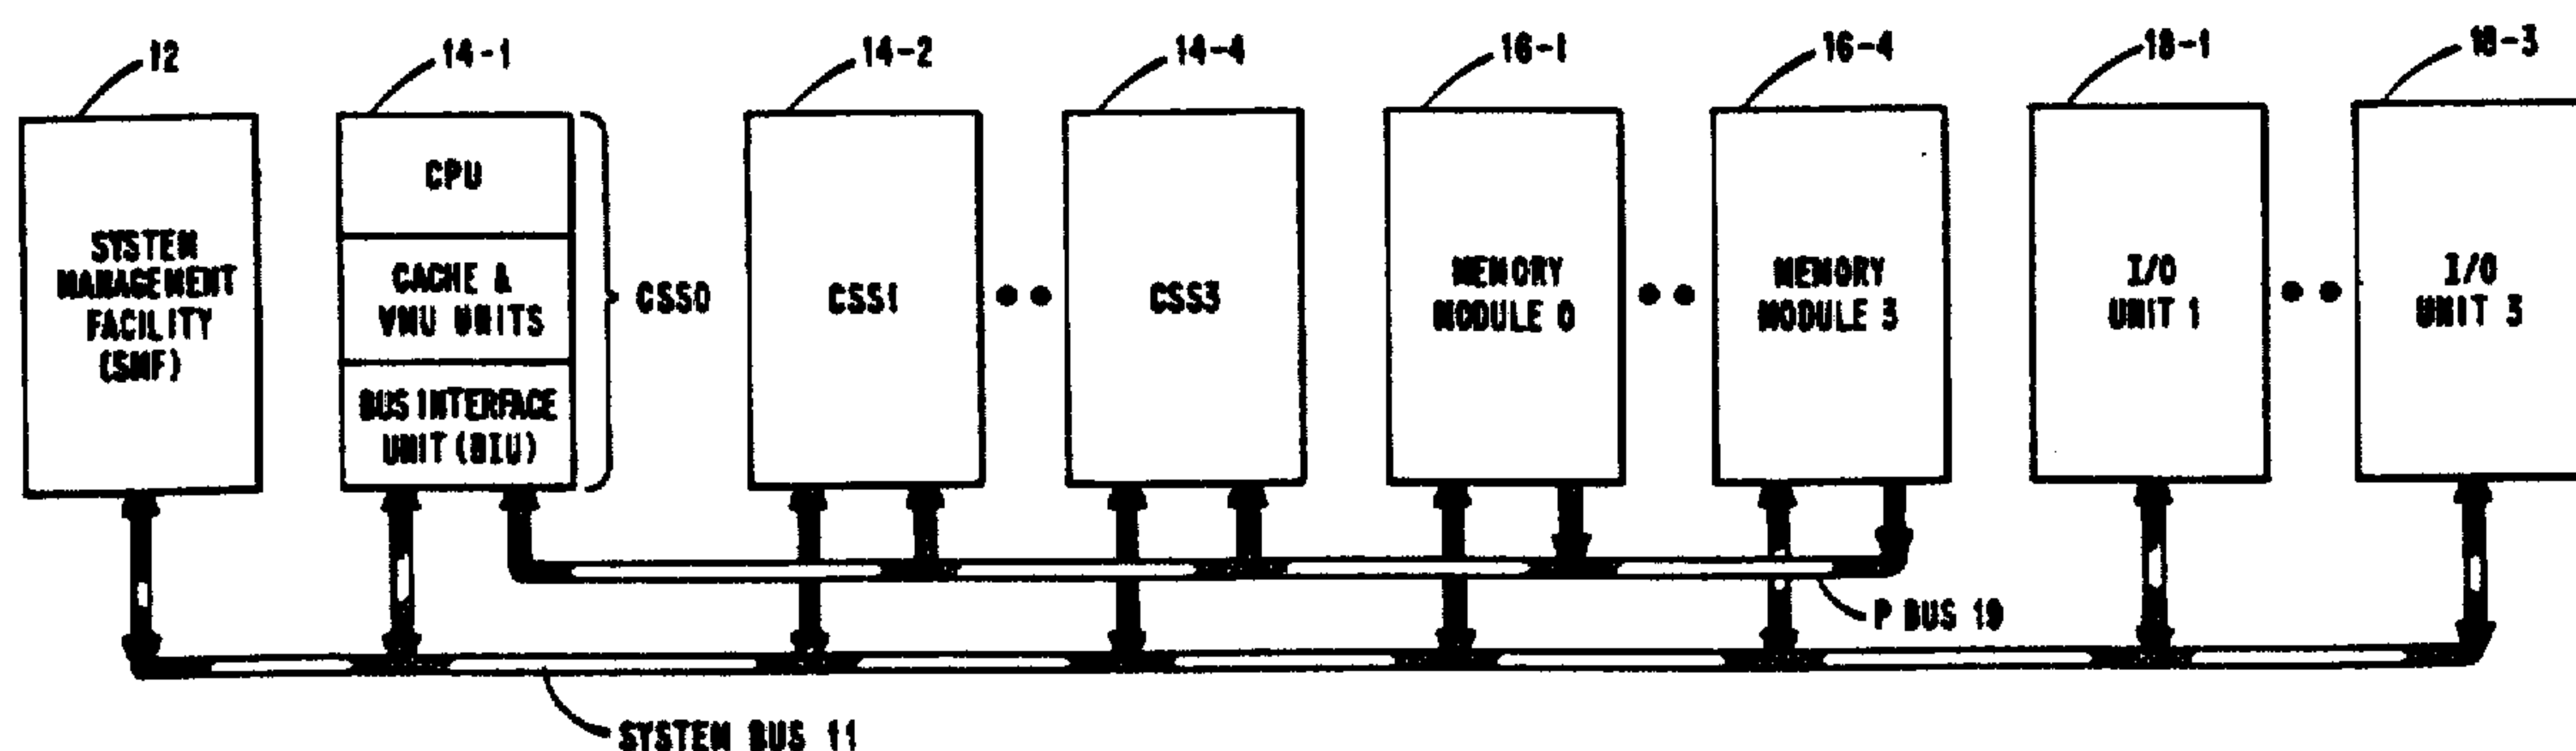 12
14-1
14-2
14-4
16-1
16-4
18-1
18-3
SYSTEM
MANAGEMENT
FACILITY
(SMF)
CPU
CACHE &
VMU UNITS
BUS INTERFACE
UNIT (BIU)
CSS0
CSS1
CSS3
MEMORY
MODULE 0
MEMORY
MODULE 3
I/O
UNIT 1
I/O
UNIT 3
P BUS 19
SYSTEM BUS 11